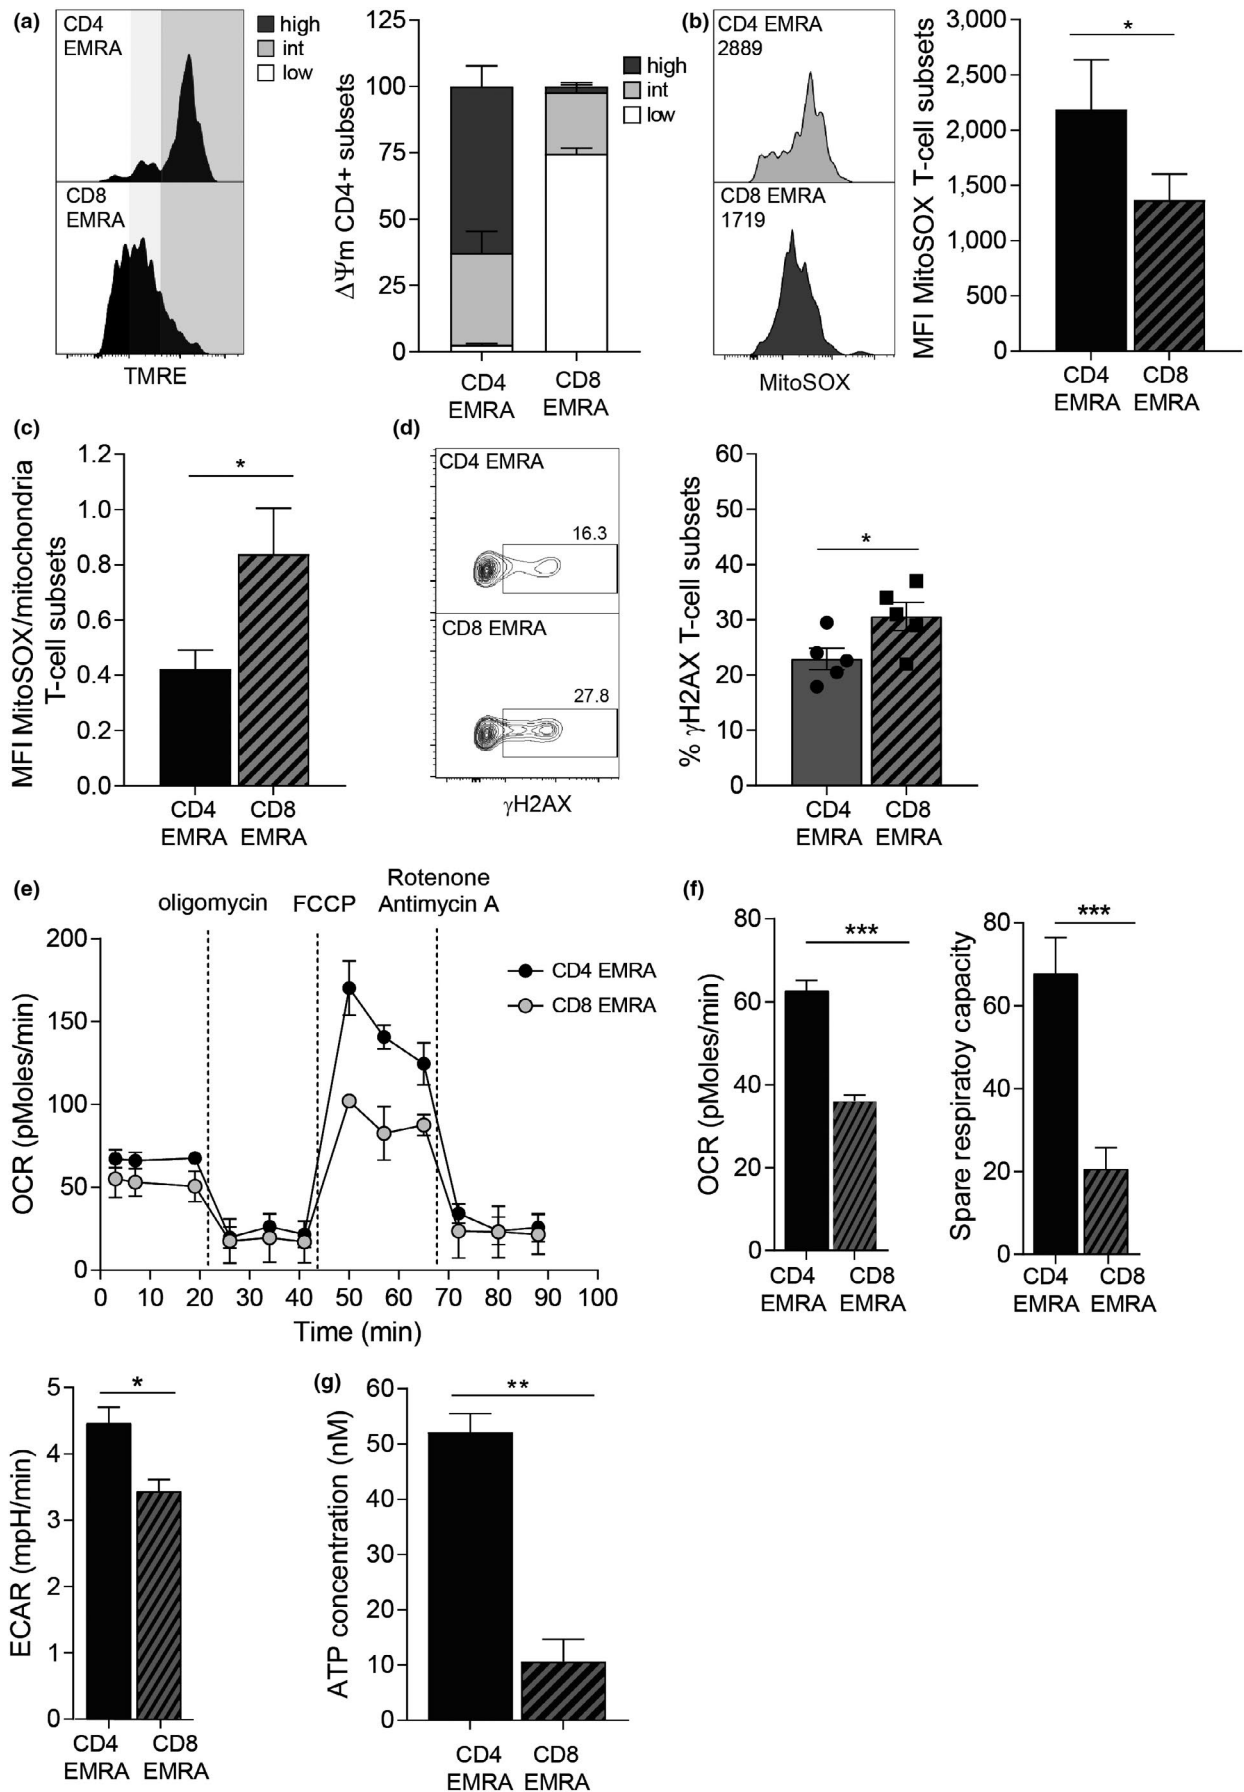 (a)
CD4
EMRA
CD8
EMRA
TMRE
high
int
low
ΔΨm CD4+ subsets
125
100
75
50
25
0
CD4
EMRA
CD8
EMRA
high
int
low
(b)
CD4 EMRA
2889
CD8 EMRA
1719
MitoSOX
MFI MitoSOX T-cell subsets
3,000
2,500
2,000
1,500
1,000
500
0
*
CD4
EMRA
CD8
EMRA
(c)
MFI MitoSOX/mitochondria
T-cell subsets
1.2
1.0
0.8
0.6
0.4
0.2
0.0
*
CD4
EMRA
CD8
EMRA
(d)
CD4 EMRA
16.3
CD8 EMRA
27.8
γH2AX
% γH2AX T-cell subsets
60
50
40
30
20
10
0
*
CD4
EMRA
CD8
EMRA
(e)
oligomycin
FCCP
Rotenone
Antimycin A
OCR (pMoles/min)
200
150
100
50
0
CD4 EMRA
CD8 EMRA
0 10 20 30 40 50 60 70 80 90 100
Time (min)
(f)
OCR (pMoles/min)
80
60
40
20
0
***
CD4
EMRA
CD8
EMRA
Spare respiratoy capacity
80
60
40
20
0
***
CD4
EMRA
CD8
EMRA
ECAR (mpH/min)
5
4
3
2
1
0
*
CD4
EMRA
CD8
EMRA
(g)
ATP concentration (nM)
60
50
40
30
20
10
0
**
CD4
EMRA
CD8
EMRA